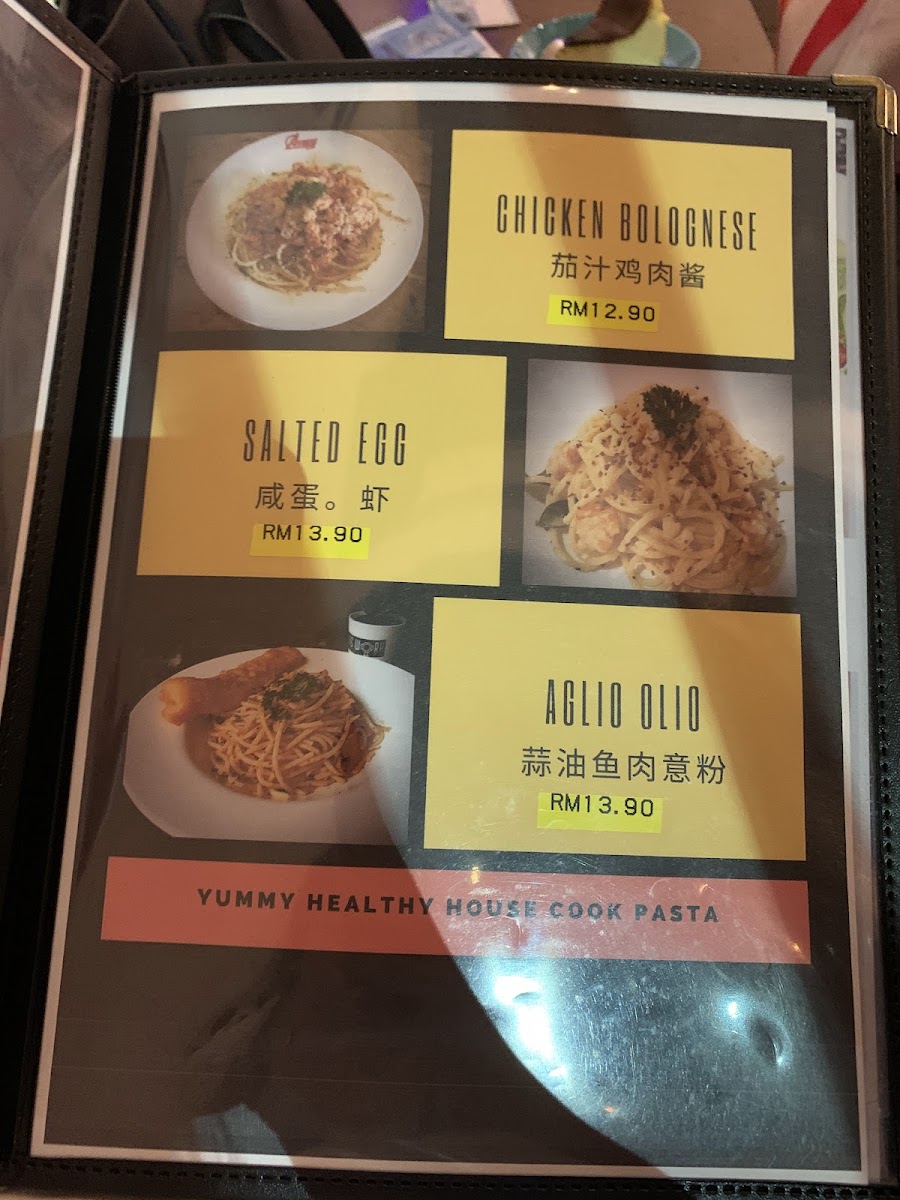 CHICKEN BOLOGNESE
茄汁鸡肉酱
RM12.90
SALTED EGG
咸蛋。虾
RM13.90
AGLIO OLIO
蒜油鱼肉意粉
RM13.90
YUMMY HEALTHY HOUSE COOK PASTA